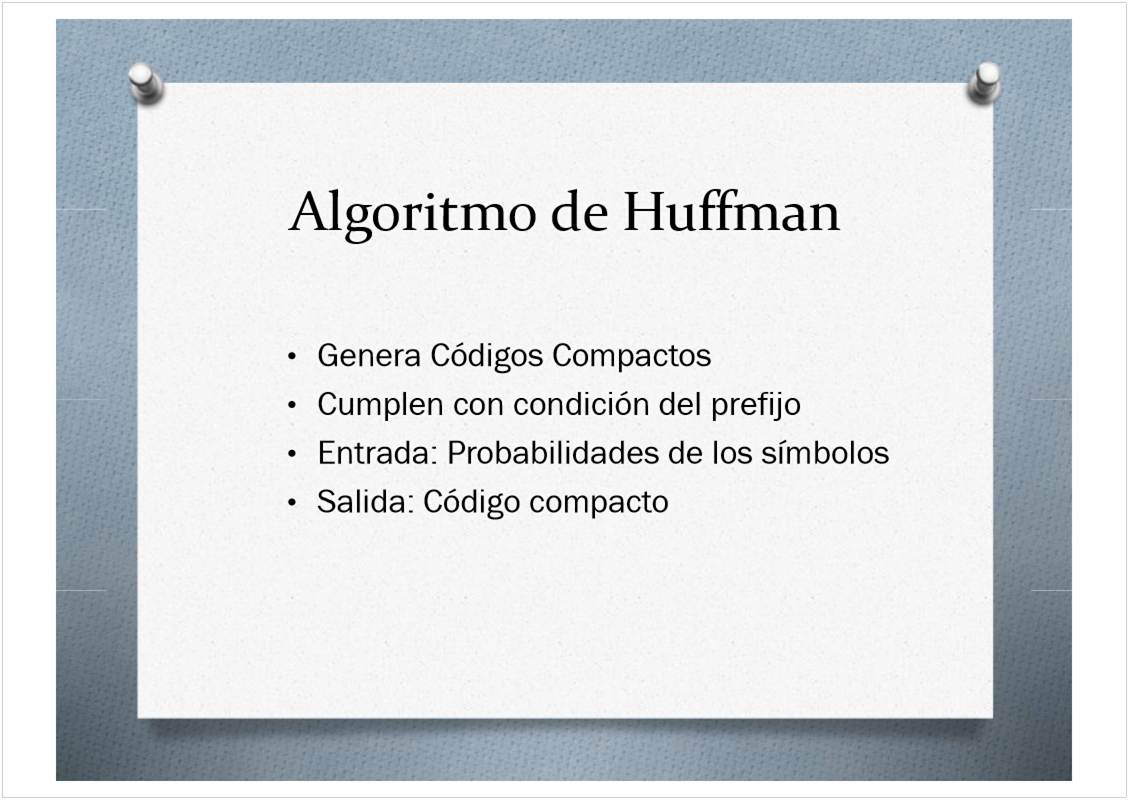 Algoritmo de Huffman
• Genera Códigos Compactos
• Cumplen con condición del prefijo
• Entrada: Probabilidades de los símbolos
• Salida: Código compacto